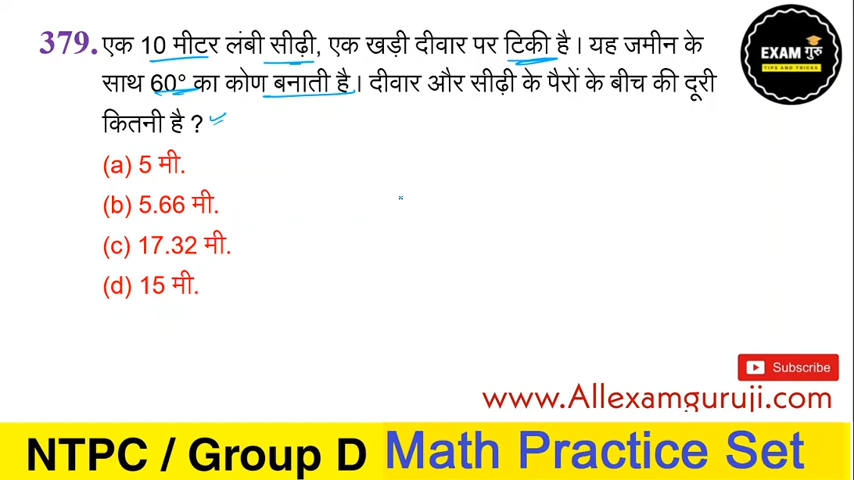 379. एक 10 मीटर लंबी सीढ़ी, एक खड़ी दीवार पर टिकी है। यह जमीन के
साथ 60° का कोण बनाती है। दीवार और सीढ़ी के पैरों के बीच की दूरी
कितनी है ?
(a) 5 मी.
(b) 5.66 मी.
(c) 17.32 मी.
(d) 15 मी.
EXAM गुरु
TIPS AND TRICKS
Subscribe
www.Allexamguruji.com
NTPC / Group D Math Practice Set